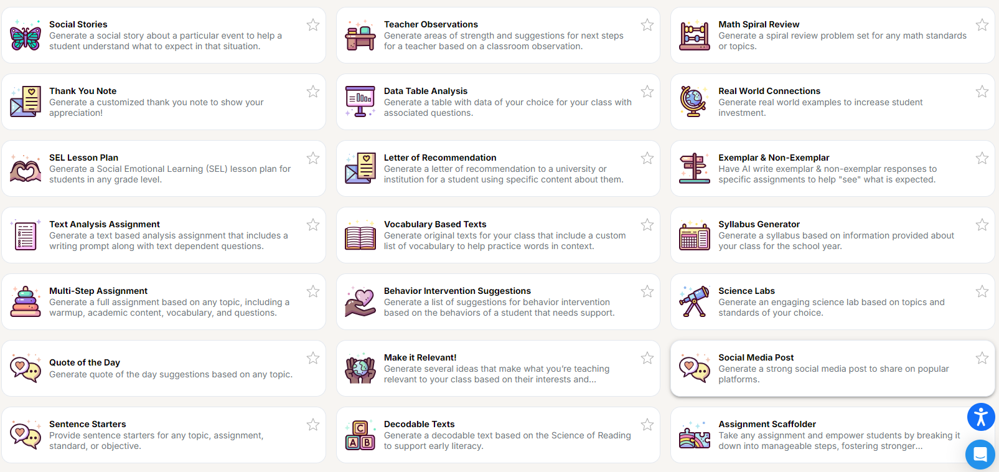 Social Stories
Generate a social story about a particular event to help a
student understand what to expect in that situation.
Teacher Observations
Generate areas of strength and suggestions for next steps
for a teacher based on a classroom observation.
Math Spiral Review
Generate a spiral review problem set for any math standards
or topics.
Thank You Note
Generate a customized thank you note to show your
appreciation!
Data Table Analysis
Generate a table with data of your choice for your class with
associated questions.
Real World Connections
Generate real world examples to increase student
investment.
SEL Lesson Plan
Generate a Social Emotional Learning (SEL) lesson plan for
students in any grade level.
Letter of Recommendation
Generate a letter of recommendation to a university or
institution for a student using specific content about them.
Exemplar & Non-Exemplar
Have AI write exemplar & non-exemplar responses to
specific assignments to help "see" what is expected.
Text Analysis Assignment
Generate a text based analysis assignment that includes a
writing prompt along with text dependent questions.
Vocabulary Based Texts
Generate original texts for your class that include a custom
list of vocabulary to help practice words in context.
Syllabus Generator
Generate a syllabus based on information provided about
your class for the school year.
Multi-Step Assignment
Generate a full assignment based on any topic, including a
warmup, academic content, vocabulary, and questions.
Behavior Intervention Suggestions
Generate a list of suggestions for behavior intervention
based on the behaviors of a student that needs support.
Science Labs
Generate an engaging science lab based on topics and
standards of your choice.
Quote of the Day
Generate quote of the day suggestions based on any topic.
Make it Relevant!
Generate several ideas that make what you're teaching
relevant to your class based on their interests and...
Social Media Post
Generate a strong social media post to share on popular
platforms.
Sentence Starters
Provide sentence starters for any topic, assignment,
standard, or objective.
C
A B
Decodable Texts
Generate a decodable text based on the Science of Reading
to support early literacy.
Assignment Scaffolder
Take any assignment and empower students by breaking it
down into manageable steps, fostering stronger...